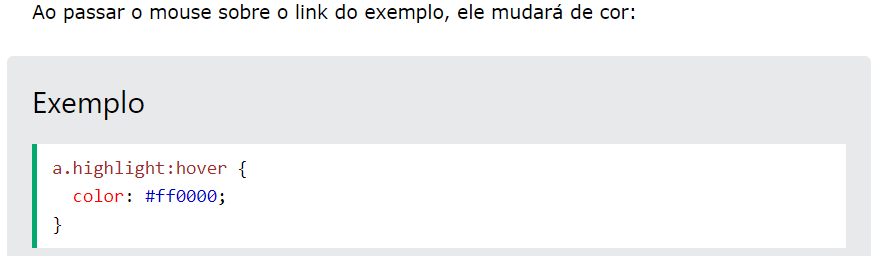 Ao passar o mouse sobre o link do exemplo, ele mudará de cor:
Exemplo
a.highlight:hover {
  color: #ff0000;
}